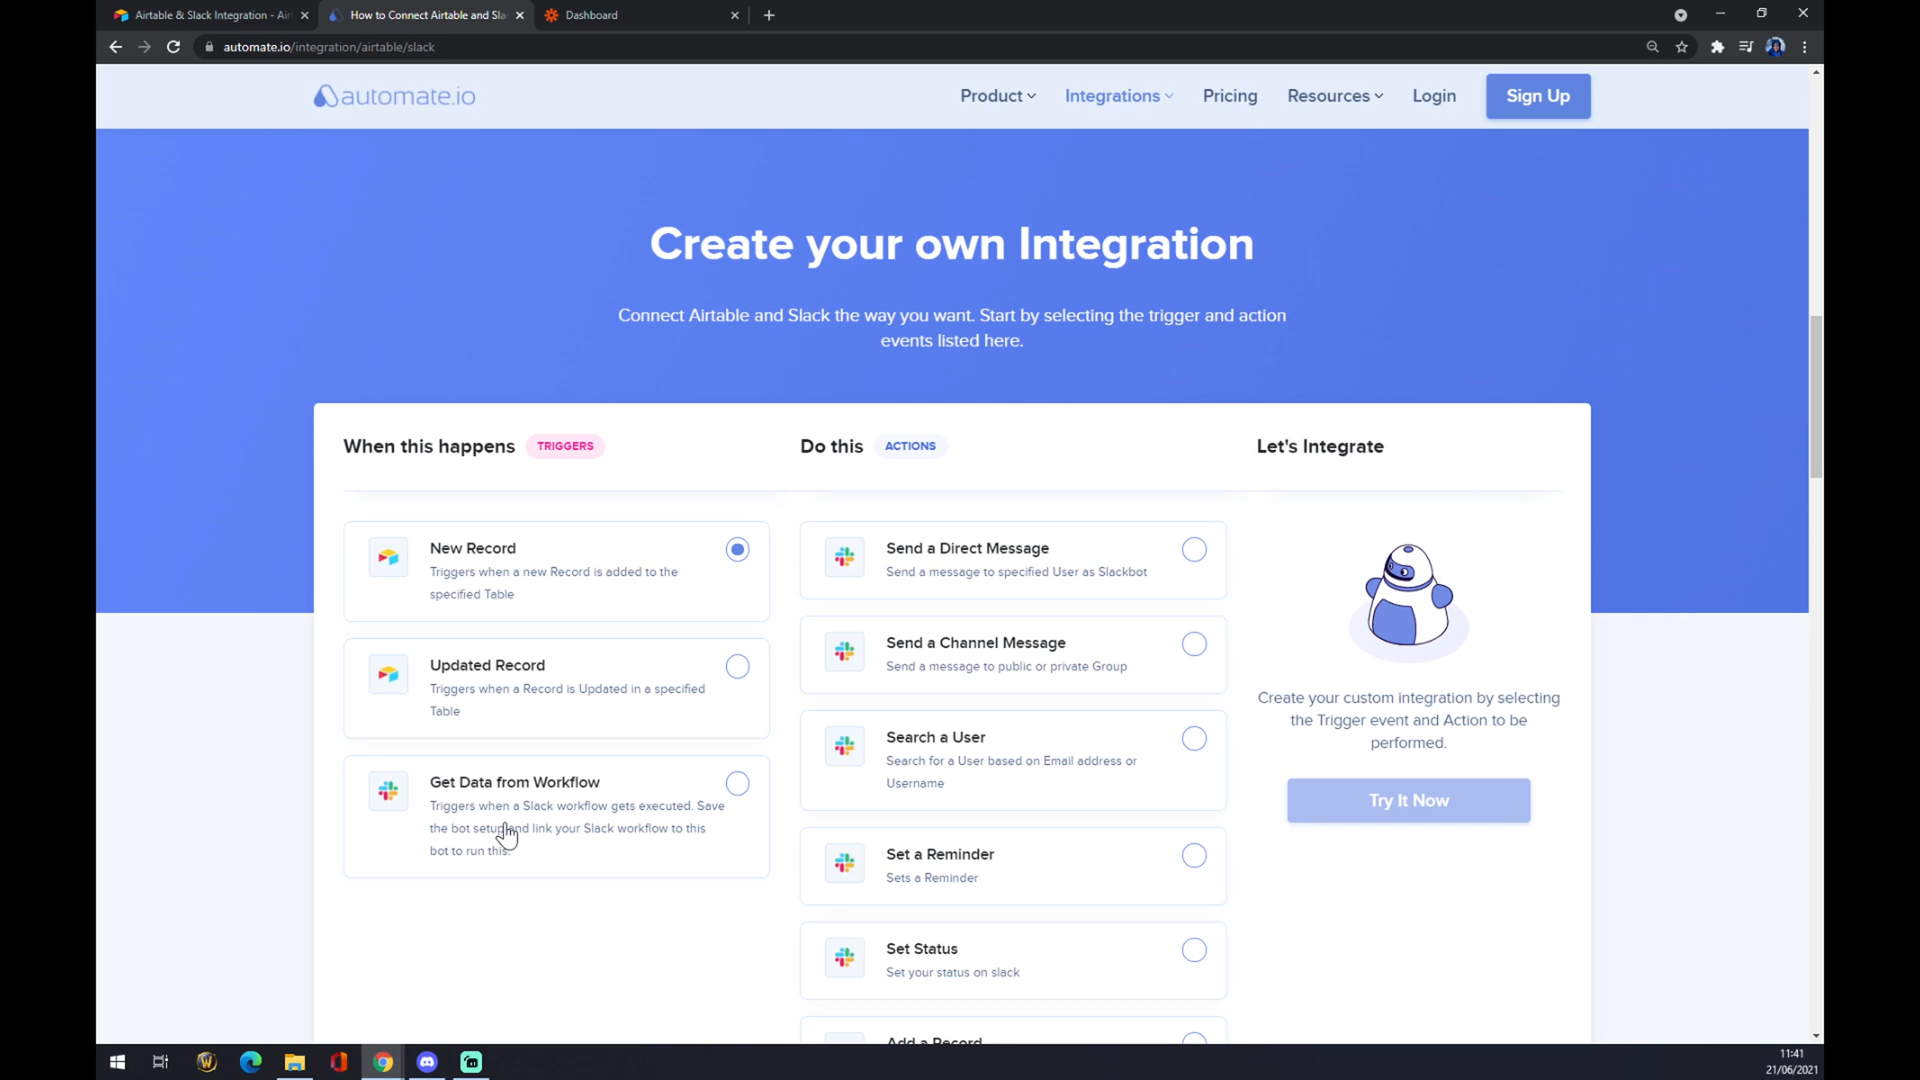 Airtable & Slack Integration - Air
How to Connect Airtable and Sla
Dashboard
automate.io/integration/airtable/slack
automate.io
Product
Integrations
Pricing
Resources
Login
Sign Up
Create your own Integration
Connect Airtable and Slack the way you want. Start by selecting the trigger and action
events listed here.
When this happens
TRIGGERS
Do this
ACTIONS
Let's Integrate
New Record
Triggers when a new Record is added to the
specified Table
Updated Record
Triggers when a Record is Updated in a specified
Table
Get Data from Workflow
Triggers when a Slack workflow gets executed. Save
the bot setup and link your Slack workflow to this
bot to run this.
Send a Direct Message
Send a message to specified User as Slackbot
Send a Channel Message
Send a message to public or private Group
Search a User
Search for a User based on Email address or
Username
Set a Reminder
Sets a Reminder
Set Status
Set your status on slack
Add a Record
Create your custom integration by selecting
the Trigger event and Action to be
performed.
Try It Now
11:41
21/06/2021